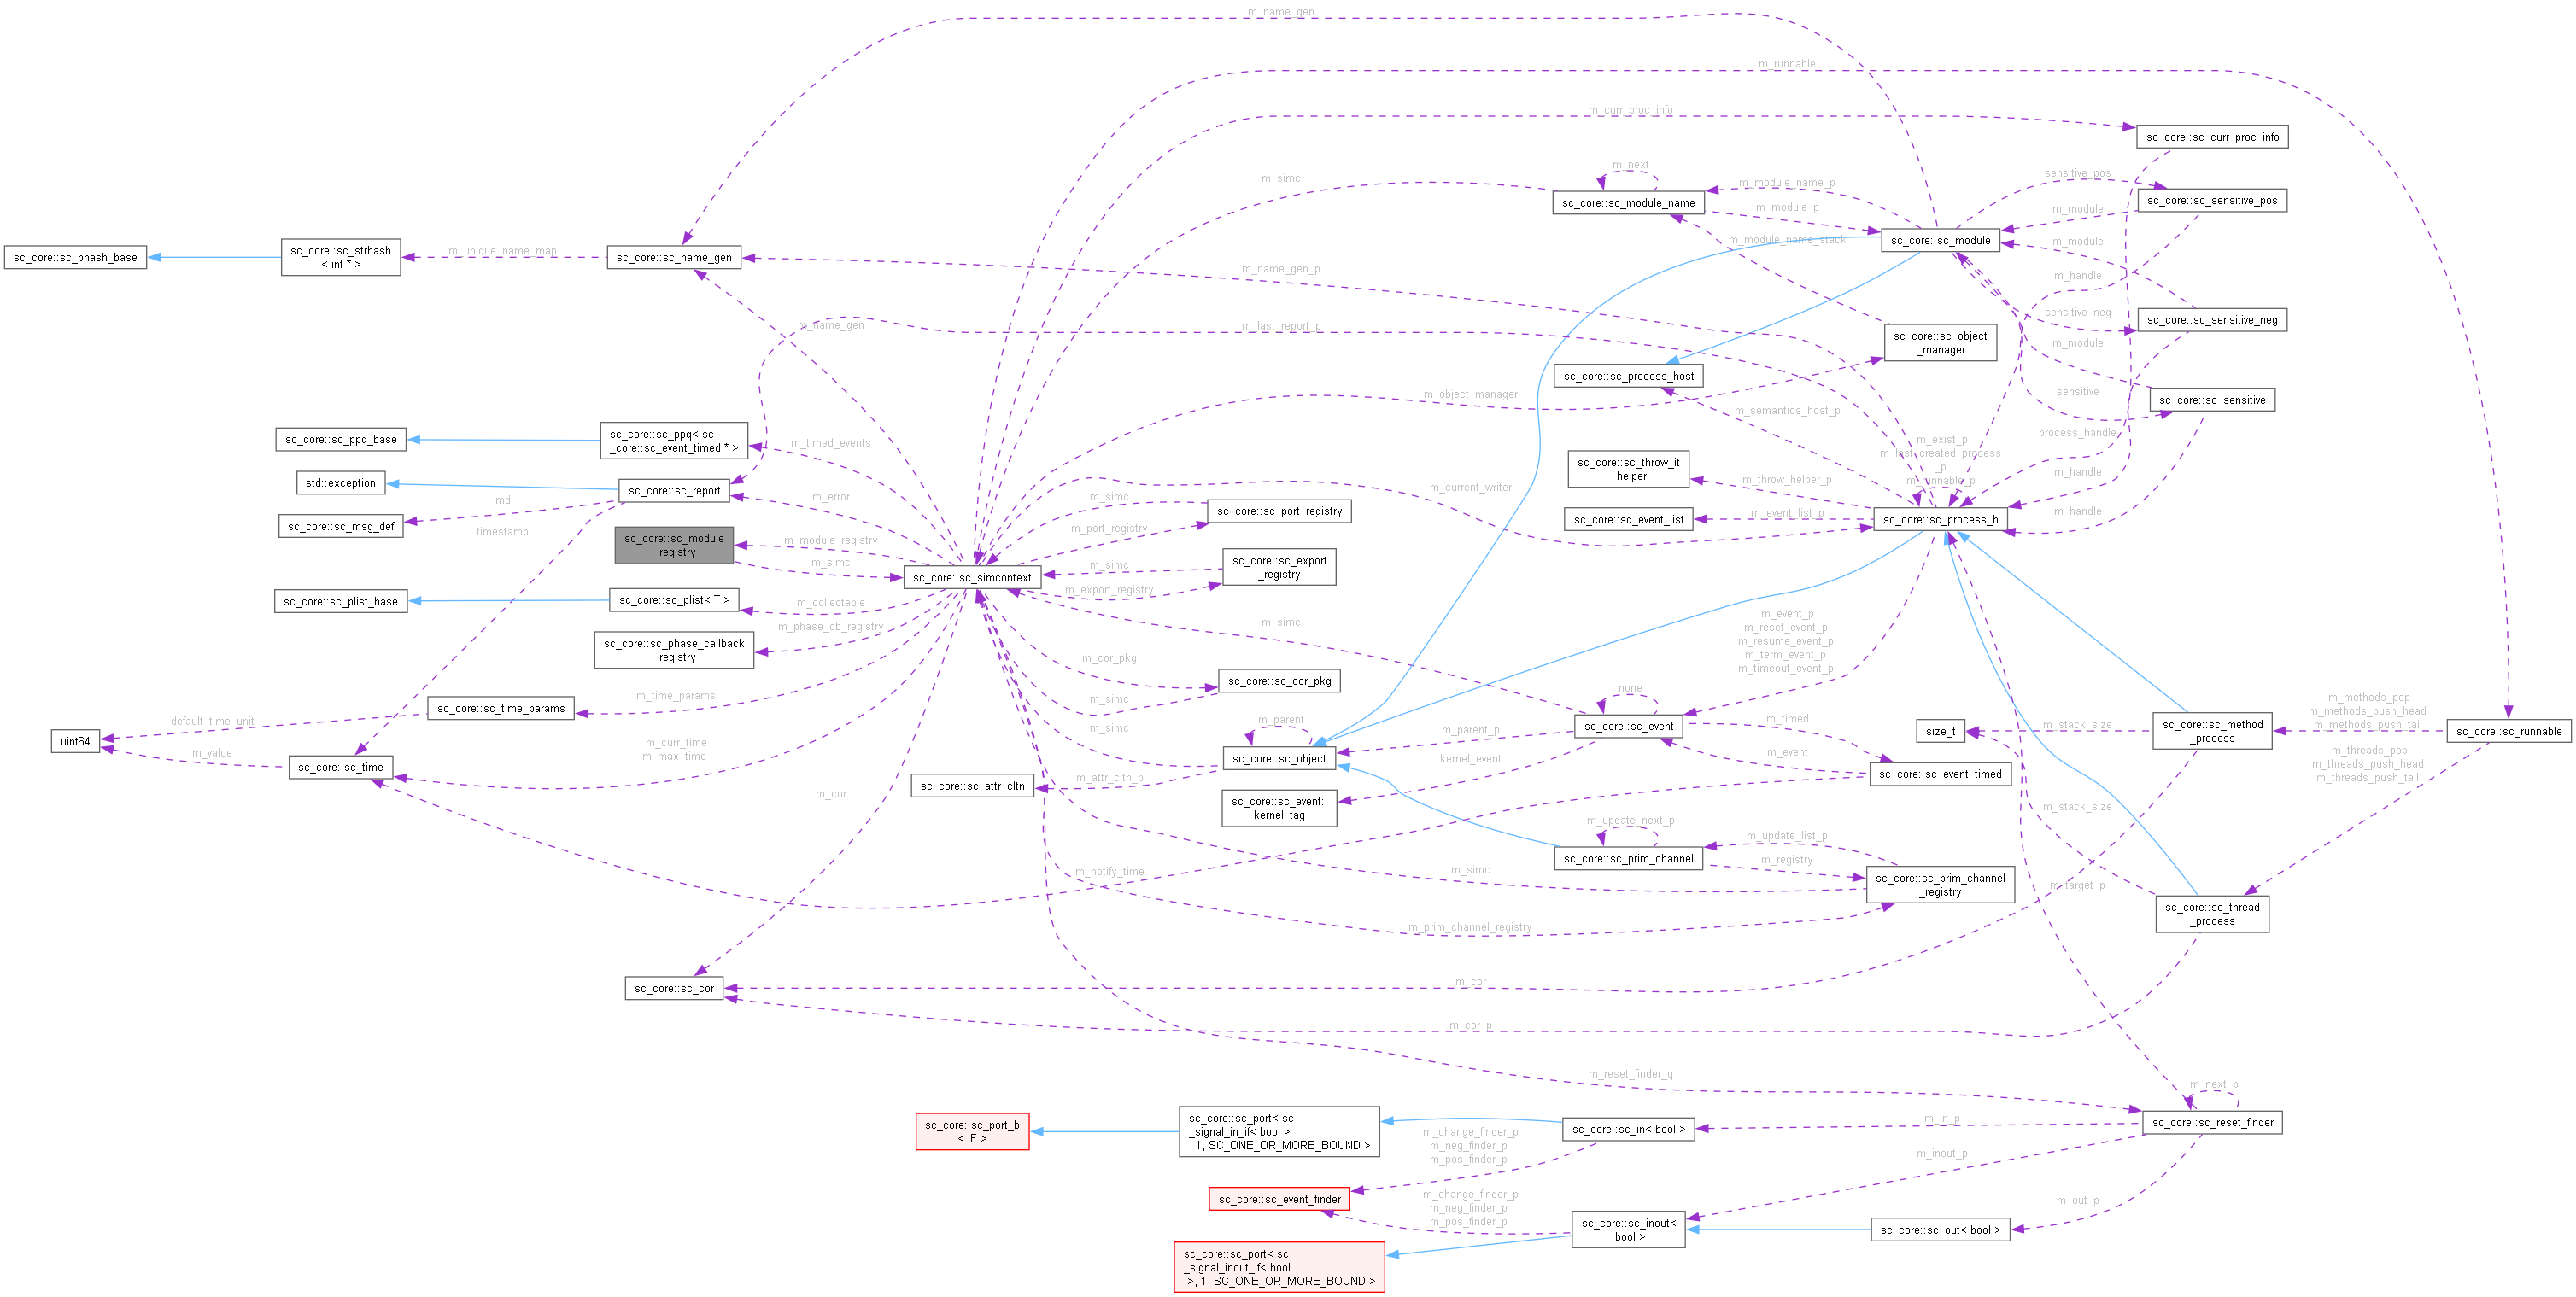 m_name_gen
m_runnable
m_curr_proc_info
sc_core::sc_curr_proc_info
m_next
m_simc
m_module_name_p
sensitive_pos
sc_core::sc_module_name
m_module_p
m_module
sc_core::sc_sensitive_pos
sc_core::sc_phash_base
sc_core::sc_strhash
< int * >
m_unique_name_map
sc_core::sc_name_gen
m_module_name_stack
sc_core::sc_module
m_module
m_name_gen_p
m_handle
m_name_gen
m_last_report_p
sc_core::sc_object
_manager
sensitive_neg
sc_core::sc_sensitive_neg
m_module
sc_core::sc_process_host
m_object_manager
m_semantics_host_p
sensitive
sc_core::sc_sensitive
sc_core::sc_ppq_base
sc_core::sc_ppq< sc
_core::sc_event_timed * >
m_timed_events
m_exist_p
m_last_created_process
_p
m_runnable_p
process_handle
std::exception
sc_core::sc_report
m_error
m_current_writer
sc_core::sc_throw_it
_helper
m_throw_helper_p
m_handle
md
sc_core::sc_msg_def
timestamp
m_simc
sc_core::sc_port_registry
m_port_registry
sc_core::sc_event_list
m_event_list_p
sc_core::sc_process_b
m_handle
sc_core::sc_module
_registry
m_module_registry
m_simc
sc_core::sc_simcontext
m_simc
m_export_registry
sc_core::sc_export
_registry
sc_core::sc_plist_base
sc_core::sc_plist< T >
m_collectable
m_phase_cb_registry
sc_core::sc_phase_callback
_registry
m_simc
m_event_p
m_reset_event_p
m_resume_event_p
m_term_event_p
m_timeout_event_p
m_cor_pkg
sc_core::sc_cor_pkg
m_simc
m_time_params
sc_core::sc_time_params
default_time_unit
uint64
m_value
sc_core::sc_time
m_curr_time
m_max_time
m_simc
m_parent
sc_core::sc_object
m_parent_p
none
sc_core::sc_event
m_timed
m_event
sc_core::sc_event_timed
size_t
m_stack_size
sc_core::sc_method
_process
m_methods_pop
m_methods_push_head
m_methods_push_tail
sc_core::sc_runnable
m_threads_pop
m_threads_push_head
m_threads_push_tail
kernel_event
m_attr_cltn_p
sc_core::sc_attr_cltn
m_cor
sc_core::sc_event::
kernel_tag
m_stack_size
m_update_next_p
m_update_list_p
sc_core::sc_prim_channel
m_registry
m_notify_time
m_simc
sc_core::sc_prim_channel
_registry
m_target_p
sc_core::sc_thread
_process
m_prim_channel_registry
sc_core::sc_cor
m_cor
m_cor_p
m_reset_finder_q
m_next_p
sc_core::sc_reset_finder
sc_core::sc_port_b
< IF >
sc_core::sc_port< sc
_signal_in_if< bool >
, 1, SC_ONE_OR_MORE_BOUND >
m_change_finder_p
m_neg_finder_p
m_pos_finder_p
sc_core::sc_in< bool >
m_in_p
m_inout_p
m_out_p
sc_core::sc_event_finder
m_change_finder_p
m_neg_finder_p
m_pos_finder_p
sc_core::sc_inout<
bool >
sc_core::sc_out< bool >
sc_core::sc_port< sc
_signal_inout_if< bool
>, 1, SC_ONE_OR_MORE_BOUND >